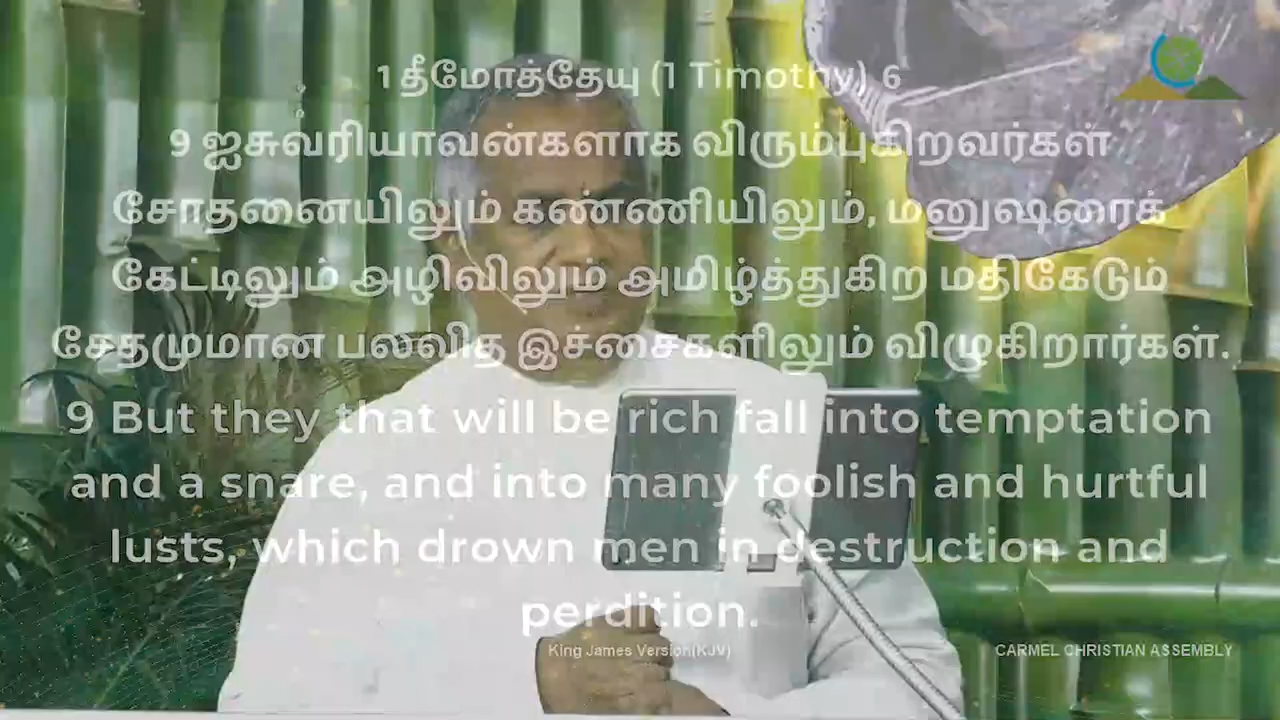 1 தீமோத்தேயு (1 Timothy) 6
9 ஐசுவரியவான்களாக விரும்புகிறவர்கள்
சோதனையிலும் கண்ணியிலும், மனுஷரைக்
கேட்டிலும் அழிவிலும் அமிழ்த்துகிற மதிகேடும்
சேதமுமான பலவித இச்சைகளிலும் விழுகிறார்கள்.
9 But they that will be rich fall into temptation
and a snare, and into many foolish and hurtful
lusts, which drown men in destruction and
perdition.
King James Version(KJV)
CARMEL CHRISTIAN ASSEMBLY